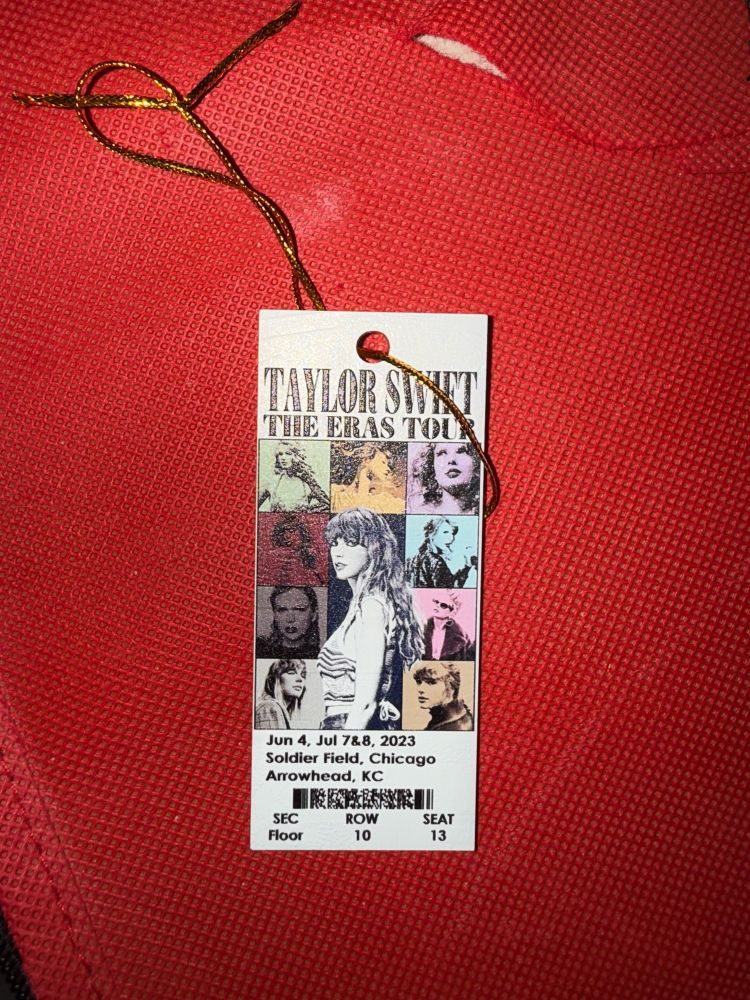 TAYLOR SWIFT
THE ERAS TOUR
Jun 4, Jul 7&8, 2023
Soldier Field, Chicago
Arrowhead, KC
SEC ROW SEAT
Floor 10 13